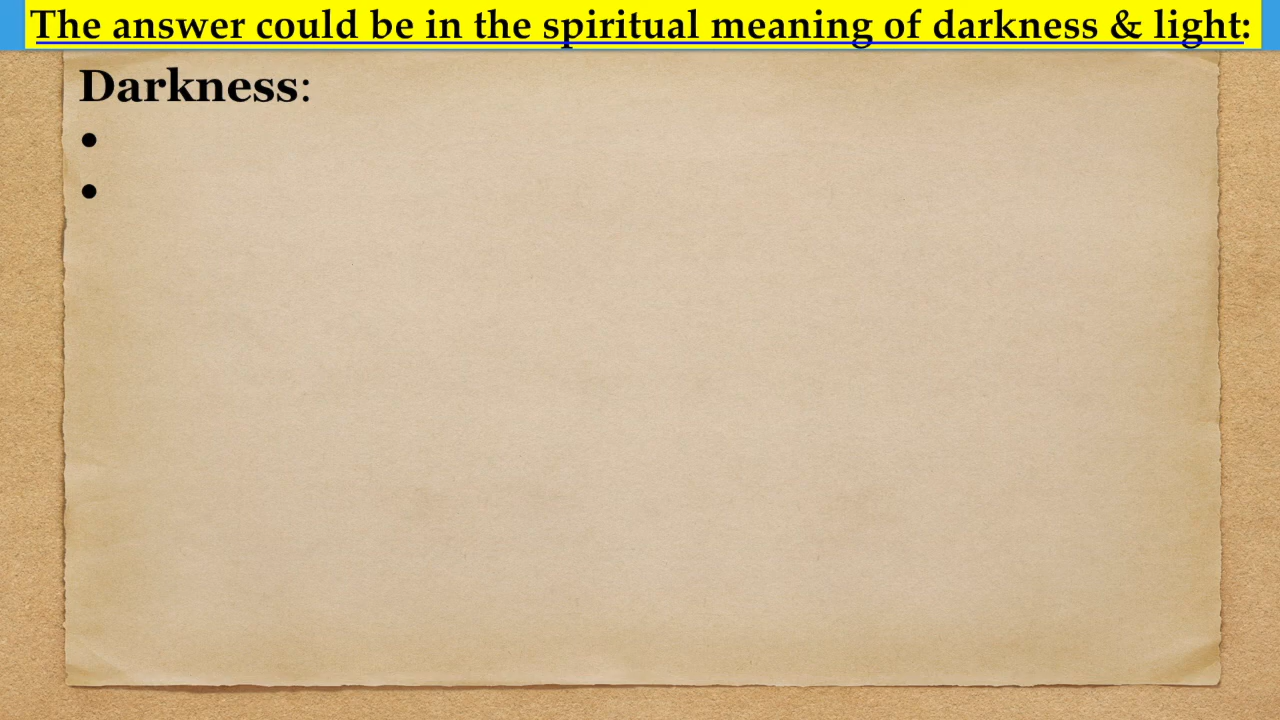 The answer could be in the spiritual meaning of darkness & light:
Darkness:
•
•